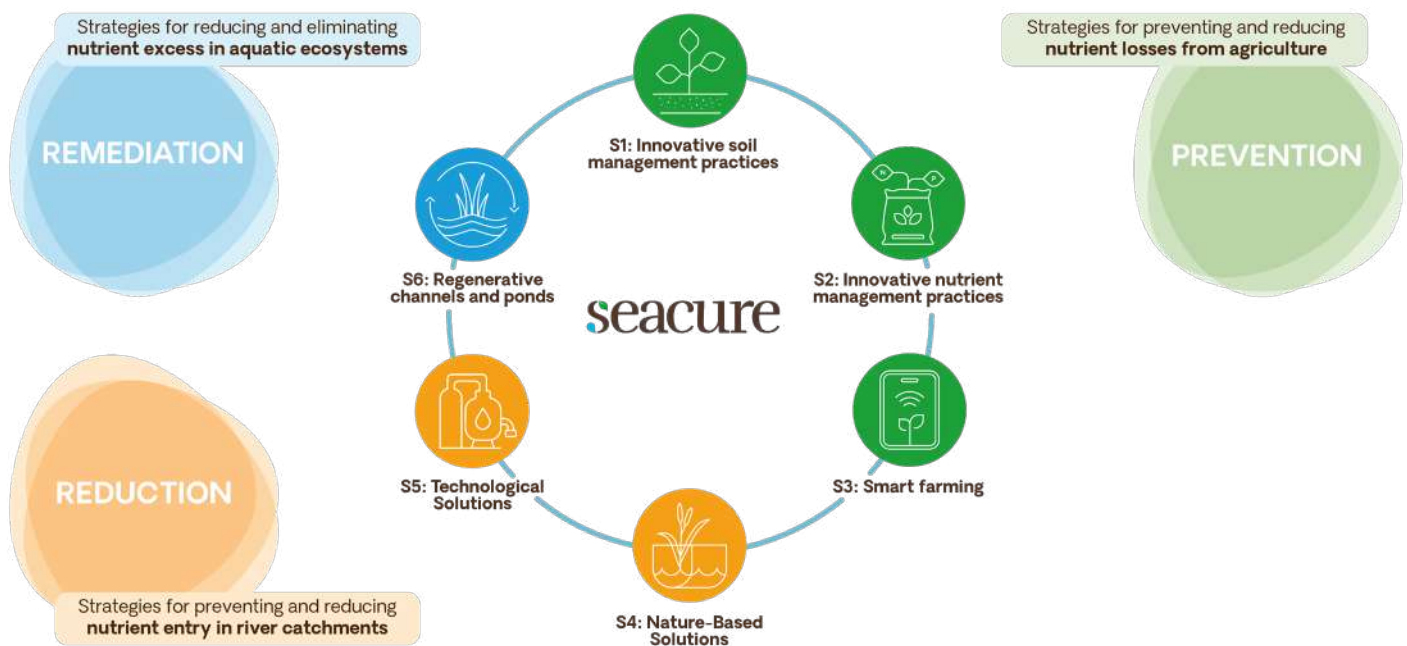 Strategies for reducing and eliminating
nutrient excess in aquatic ecosystems
REMEDIATION
Strategies for preventing and reducing
nutrient losses from agriculture
PREVENTION
S1: Innovative soil
management practices
N P
S2: Innovative nutrient
management practices
S3: Smart farming
S4: Nature-Based
Solutions
S5: Technological
Solutions
S6: Regenerative
channels and ponds
seacure
REDUCTION
Strategies for preventing and reducing
nutrient entry in river catchments